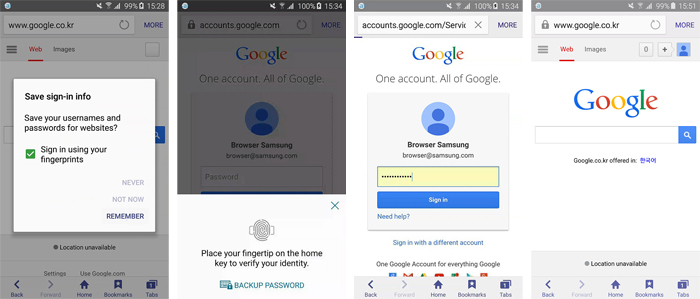 99% 15:28
www.google.co.kr
MORE
Web Images
Save sign-in info
Save your usernames and
passwords for websites?
Sign in using your
fingerprints
NEVER
NOT NOW
REMEMBER
Location unavailable
Settings Use Google.com
Back Forward Home Bookmarks Tabs
1
100% 15:34
accounts.google.com
MORE
Google
One account. All of Google.
Browser Samsung
browser@samsung.com
Password
Place your fingertip on the home
key to verify your identity.
BACKUP PASSWORD
100% 15:34
accounts.google.com/Servic
MORE
Google
One account. All of Google.
Browser Samsung
browser@samsung.com
••••••••••••
Sign in
Need help?
Sign in with a different account
One Google Account for everything Google
Back Forward Home Bookmarks Tabs
1
99% 15:51
www.google.co.kr
MORE
Web Images
0 +
Google
Google.co.kr offered in: 한국어
Location unavailable
Back Forward Home Bookmarks Tabs
1